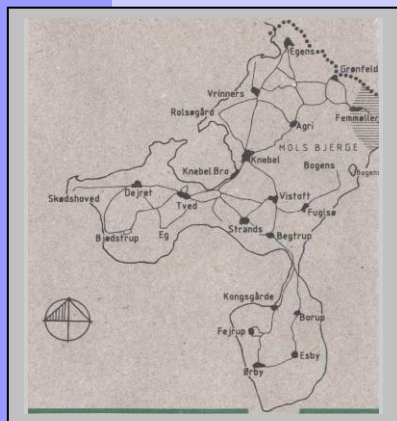 Egens
Grønfeld
Vrinners
Femmøller
Rolsøgård
Agri
MOLS BJERGE
Knebel
Bogens
Knebel Bro
Bogens
Dejret
Skødshoved
Tved
Vistoft
Fuglsø
Bjødstrup
Eg
Strands
Begtrup
Kongsgårde
Borup
Fejrup
Esby
Ørby